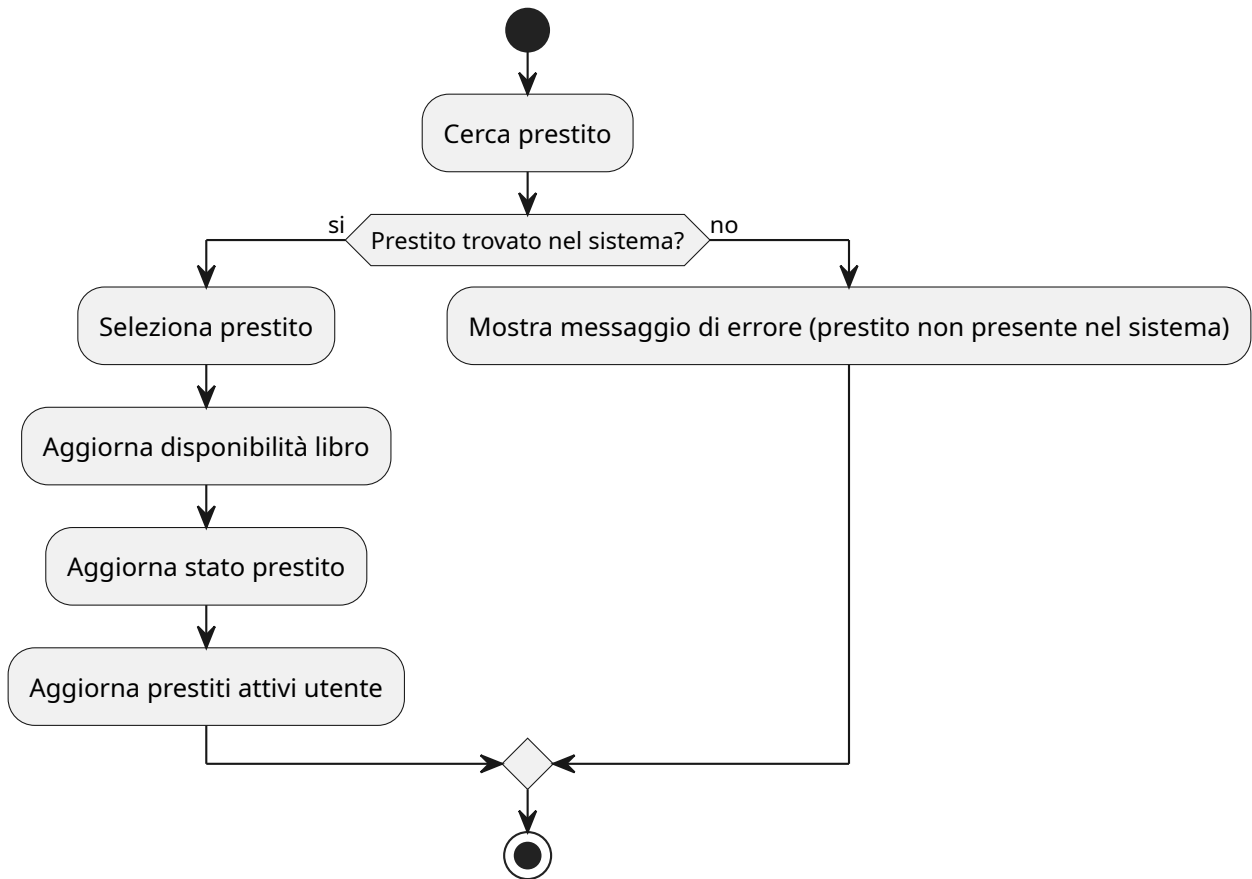 Cerca prestito
si
Prestito trovato nel sistema?
no
Seleziona prestito
Mostra messaggio di errore (prestito non presente nel sistema)
Aggiorna disponibilità libro
Aggiorna stato prestito
Aggiorna prestiti attivi utente